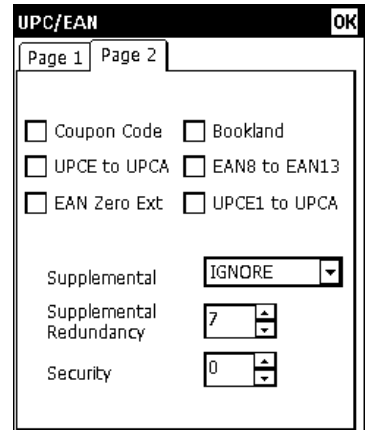 UPC/EAN OK
Page 1 Page 2
Coupon Code Bookland
UPCE to UPCA EAN8 to EAN13
EAN Zero Ext UPCE1 to UPCA
Supplemental IGNORE
Supplemental
Redundancy 7
Security 0